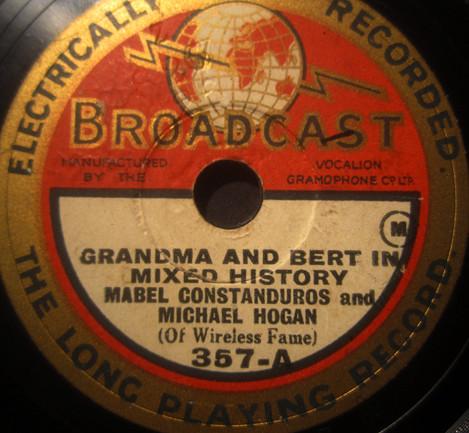 ELECTRICALLY RECORDED.
BROADCAST
MANUFACTURED
BY THE
VOCALION
GRAMOPHONE CO LTD.
M
GRANDMA AND BERT IN
MIXED HISTORY
MABEL CONSTANDUROS and
MICHAEL HOGAN
(Of Wireless Fame)
357-A
THE LONG PLAYING RECORD.